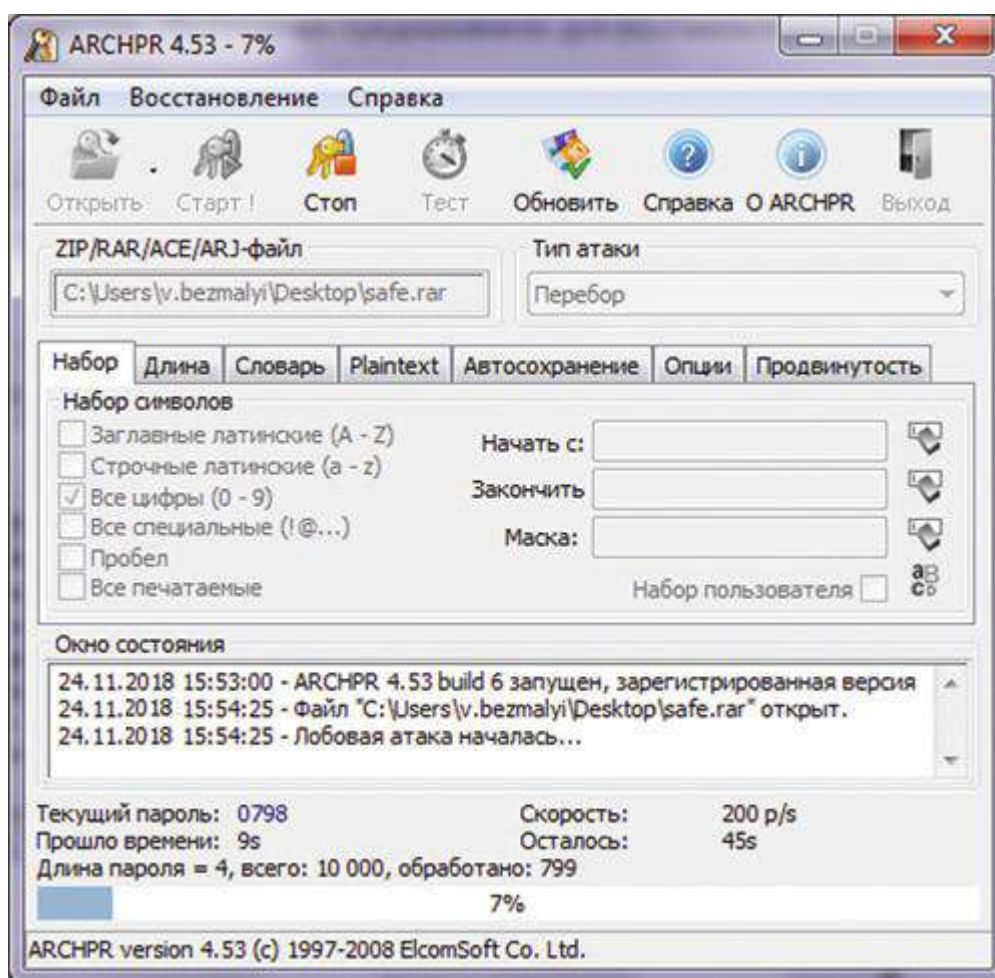 ARCHPR 4.53 - 7%
Файл Восстановление Справка
Открыть Старт ! Стоп Тест Обновить Справка О ARCHPR Выход
ZIP/RAR/ACE/ARJ-файл Тип атаки
C:\Users\v.bezmalyi\Desktop\safe.rar Перебор
Набор Длина Словарь Plaintext Автосохранение Опции Продвинутость
Набор символов
Заглавные латинские (A - Z)
Начать с:
Строчные латинские (a - z)
Закончить
Все цифры (0 - 9)
Все специальные (!@...)
Маска:
Пробел
Все печатаемые
Набор пользователя
Окно состояния
24.11.2018 15:53:00 - ARCHPR 4.53 build 6 запущен, зарегистрированная версия
24.11.2018 15:54:25 - Файл "C:\Users\v.bezmalyi\Desktop\safe.rar" открыт.
24.11.2018 15:54:25 - Лобовая атака началась...
Текущий пароль: 0798 Скорость: 200 p/s
Прошло времени: 9s Осталось: 45s
Длина пароля = 4, всего: 10 000, обработано: 799
7%
ARCHPR version 4.53 (c) 1997-2008 ElcomSoft Co. Ltd.